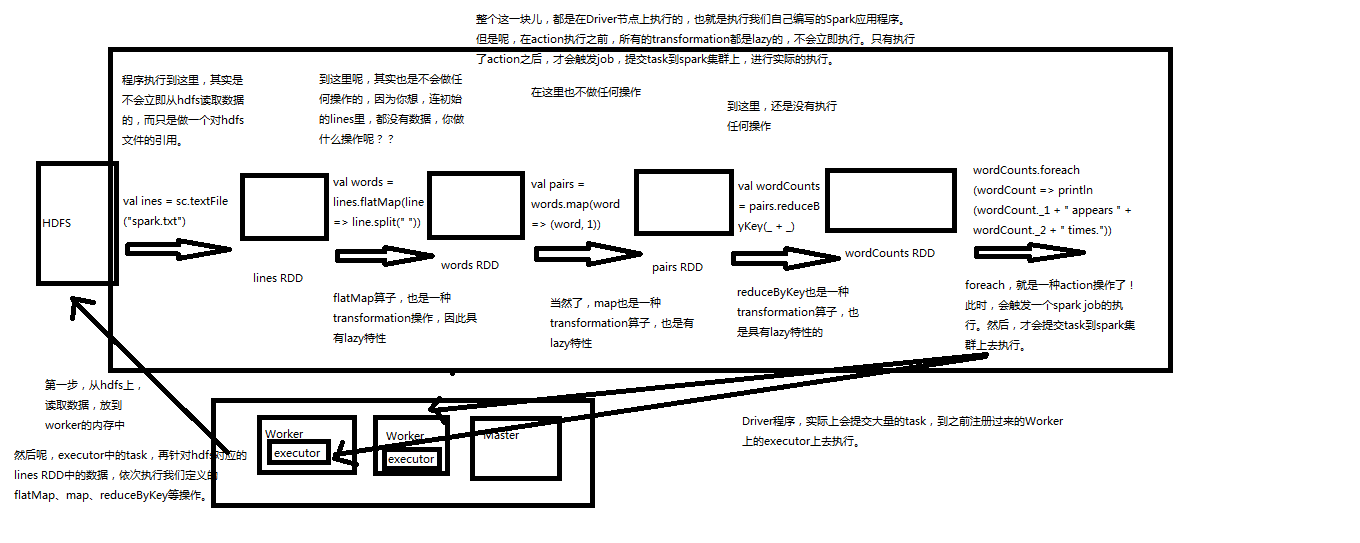 整个这一块儿，都是在Driver节点上执行的，也就是执行我们自己编写的Spark应用程序。
但是呢，在action执行之前，所有的transformation都是lazy的，不会立即执行。只有执行
了action之后，才会触发job，提交task到spark集群上，进行实际的执行。
程序执行到这里，其实是
不会立即从hdfs读取数据
的，而只是做一个对hdfs
文件的引用。
到这里呢，其实也是不会做任
何操作的，因为你想，连初始
的lines里，都没有数据，你做
什么操作呢？？
在这里也不做任何操作
到这里，还是没有执行
任何操作
HDFS
val ines = sc.textFile
("spark.txt")
lines RDD
val words =
lines.flatMap(line
=> line.split(" "))
words RDD
val pairs =
words.map(word
=> (word, 1))
pairs RDD
val wordCounts
= pairs.reduceB
yKey(_ + _)
wordCounts RDD
wordCounts.foreach
(wordCount => println
(wordCount._1 + " appears " +
wordCount._2 + " times."))
flatMap算子，也是一种
transformation操作，因此具
有lazy特性
当然了，map也是一种
transformation算子，也是有
lazy特性
reduceByKey也是一种
transformation算子，也
是具有lazy特性的
foreach，就是一种action操作了！
此时，会触发一个spark job的执
行。然后，才会提交task到spark集
群上去执行。
第一步，从hdfs上，
读取数据，放到
worker的内存中
然后呢，executor中的task，再针对hdfs对应的
lines RDD中的数据，依次执行我们定义的
flatMap、map、reduceByKey等操作。
Worker
executor
Worker
executor
Master
Driver程序，实际上会提交大量的task，到之前注册过来的Worker
上的executor上去执行。